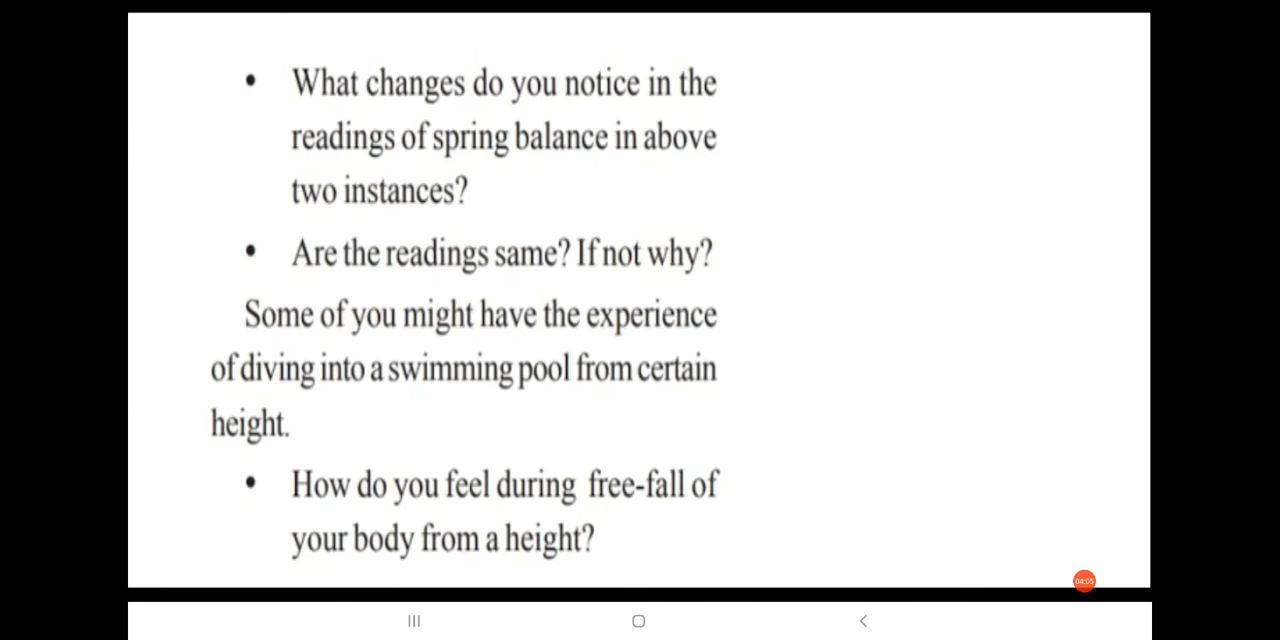 • What changes do you notice in the
readings of spring balance in above
two instances?
• Are the readings same? If not why?
Some of you might have the experience
of diving into a swimming pool from certain
height.
• How do you feel during free-fall of
your body from a height?
04:05